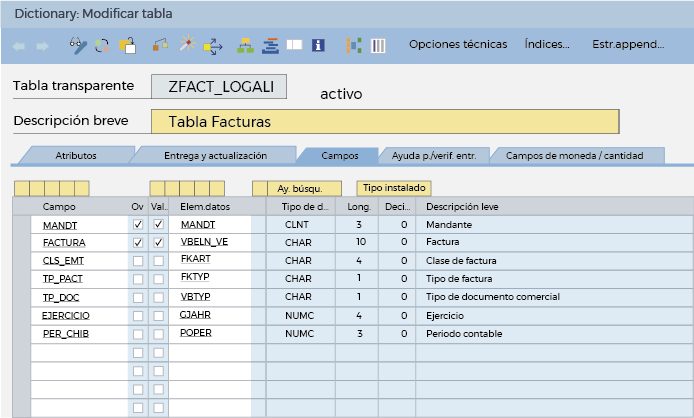 Dictionary: Modificar tabla
Opciones técnicas Índices... Estr.append...
Tabla transparente ZFACT_LOGALI activo
Descripción breve Tabla Facturas
Atributos Entrega y actualización Campos Ayuda p./verif. entr. Campos de moneda / cantidad
Ay. búsqu. Tipo instalado
Campo Ov Val.. Elem.datos Tipo de d... Long. Deci... Descripción leve
MANDT MANDT CLNT 3 0 Mandante
FACTURA VBELN_VE CHAR 10 0 Factura
CLS_EMT FKART CHAR 4 0 Clase de factura
TP_PACT FKTYP CHAR 1 0 Tipo de factura
TP_DOC VBTYP CHAR 1 0 Tipo de documento comercial
EJERCICIO GJAHR NUMC 4 0 Ejercicio
PER_CHIB POPER NUMC 3 0 Periodo contable